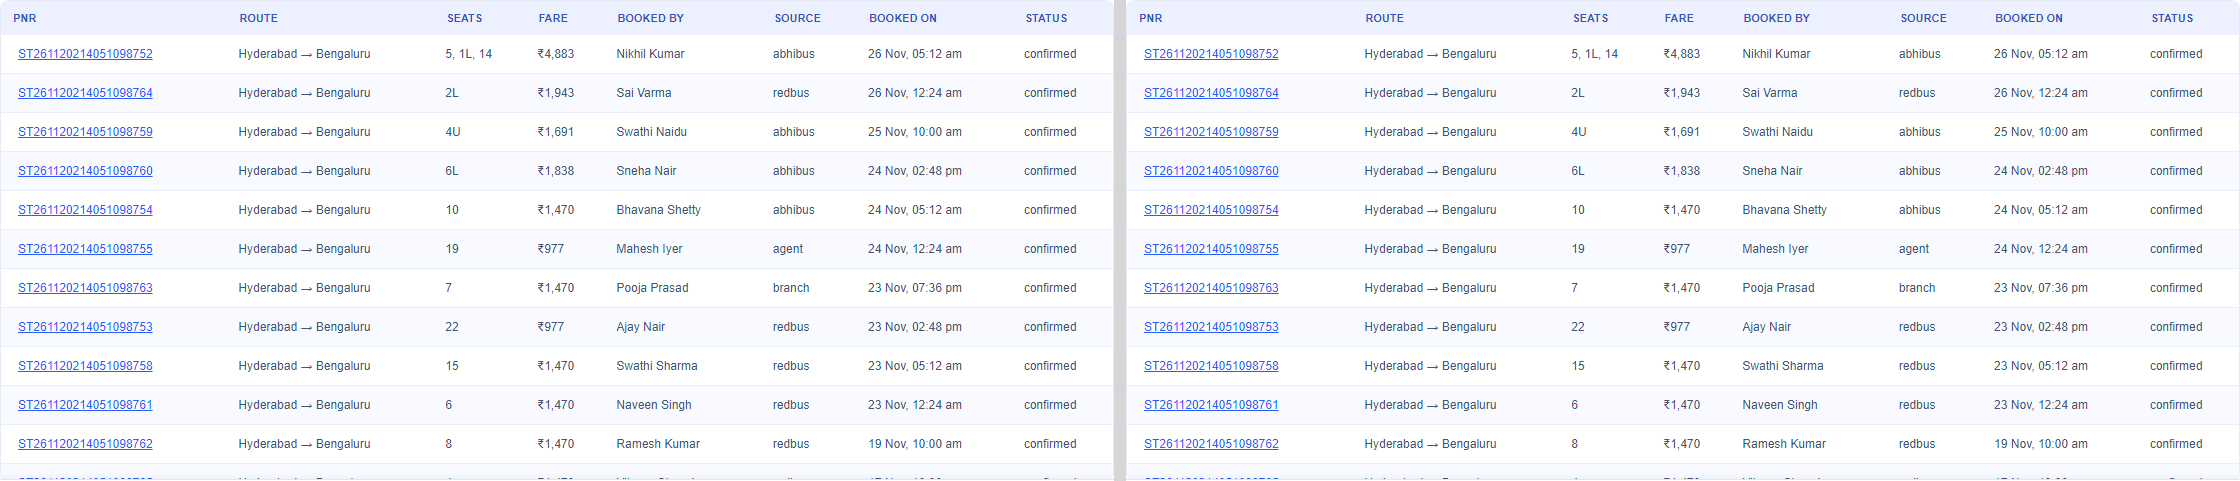 PNR ROUTE SEATS FARE BOOKED BY SOURCE BOOKED ON STATUS
ST261120214051098752 Hyderabad → Bengaluru 5, 1L, 14 ₹4,883 Nikhil Kumar abhibus 26 Nov, 05:12 am confirmed
ST261120214051098764 Hyderabad → Bengaluru 2L ₹1,943 Sai Varma redbus 26 Nov, 12:24 am confirmed
ST261120214051098759 Hyderabad → Bengaluru 4U ₹1,691 Swathi Naidu abhibus 25 Nov, 10:00 am confirmed
ST261120214051098760 Hyderabad → Bengaluru 6L ₹1,838 Sneha Nair abhibus 24 Nov, 02:48 pm confirmed
ST261120214051098754 Hyderabad → Bengaluru 10 ₹1,470 Bhavana Shetty abhibus 24 Nov, 05:12 am confirmed
ST261120214051098755 Hyderabad → Bengaluru 19 ₹977 Mahesh Iyer agent 24 Nov, 12:24 am confirmed
ST261120214051098763 Hyderabad → Bengaluru 7 ₹1,470 Pooja Prasad branch 23 Nov, 07:36 pm confirmed
ST261120214051098753 Hyderabad → Bengaluru 22 ₹977 Ajay Nair redbus 23 Nov, 02:48 pm confirmed
ST261120214051098758 Hyderabad → Bengaluru 15 ₹1,470 Swathi Sharma redbus 23 Nov, 05:12 am confirmed
ST261120214051098761 Hyderabad → Bengaluru 6 ₹1,470 Naveen Singh redbus 23 Nov, 12:24 am confirmed
ST261120214051098762 Hyderabad → Bengaluru 8 ₹1,470 Ramesh Kumar redbus 19 Nov, 10:00 am confirmed
PNR ROUTE SEATS FARE BOOKED BY SOURCE BOOKED ON STATUS
ST261120214051098752 Hyderabad → Bengaluru 5, 1L, 14 ₹4,883 Nikhil Kumar abhibus 26 Nov, 05:12 am confirmed
ST261120214051098764 Hyderabad → Bengaluru 2L ₹1,943 Sai Varma redbus 26 Nov, 12:24 am confirmed
ST261120214051098759 Hyderabad → Bengaluru 4U ₹1,691 Swathi Naidu abhibus 25 Nov, 10:00 am confirmed
ST261120214051098760 Hyderabad → Bengaluru 6L ₹1,838 Sneha Nair abhibus 24 Nov, 02:48 pm confirmed
ST261120214051098754 Hyderabad → Bengaluru 10 ₹1,470 Bhavana Shetty abhibus 24 Nov, 05:12 am confirmed
ST261120214051098755 Hyderabad → Bengaluru 19 ₹977 Mahesh Iyer agent 24 Nov, 12:24 am confirmed
ST261120214051098763 Hyderabad → Bengaluru 7 ₹1,470 Pooja Prasad branch 23 Nov, 07:36 pm confirmed
ST261120214051098753 Hyderabad → Bengaluru 22 ₹977 Ajay Nair redbus 23 Nov, 02:48 pm confirmed
ST261120214051098758 Hyderabad → Bengaluru 15 ₹1,470 Swathi Sharma redbus 23 Nov, 05:12 am confirmed
ST261120214051098761 Hyderabad → Bengaluru 6 ₹1,470 Naveen Singh redbus 23 Nov, 12:24 am confirmed
ST261120214051098762 Hyderabad → Bengaluru 8 ₹1,470 Ramesh Kumar redbus 19 Nov, 10:00 am confirmed